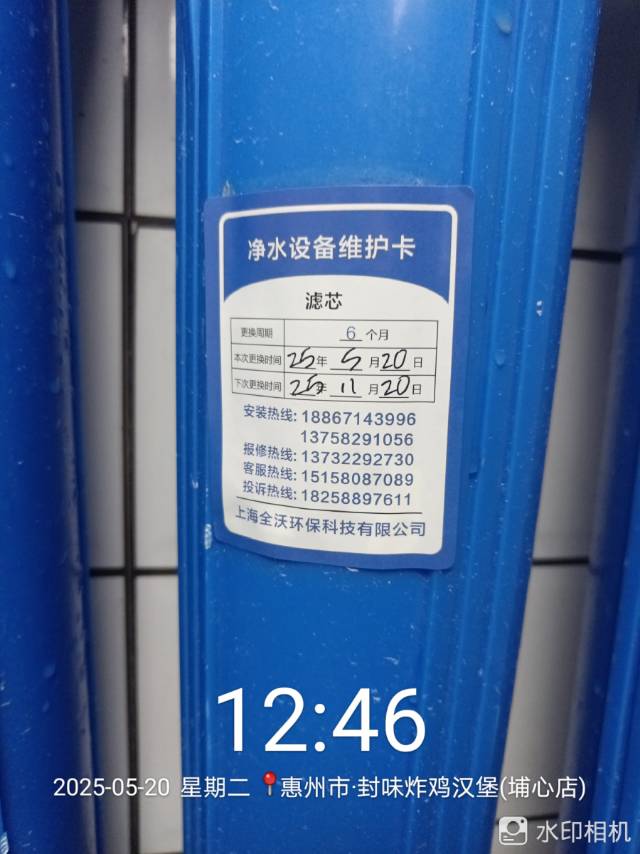 净水设备维护卡
滤芯
更换周期 6 个月
本次更换时间 25年 5月20日
下次更换时间 25年 11月20日
安装热线: 18867143996
13758291056
报修热线: 13732292730
客服热线: 15158087089
投诉热线: 18258897611
上海全沃环保科技有限公司
12:46
2025-05-20 星期二 惠州市·封味炸鸡汉堡(埔心店)
水印相机